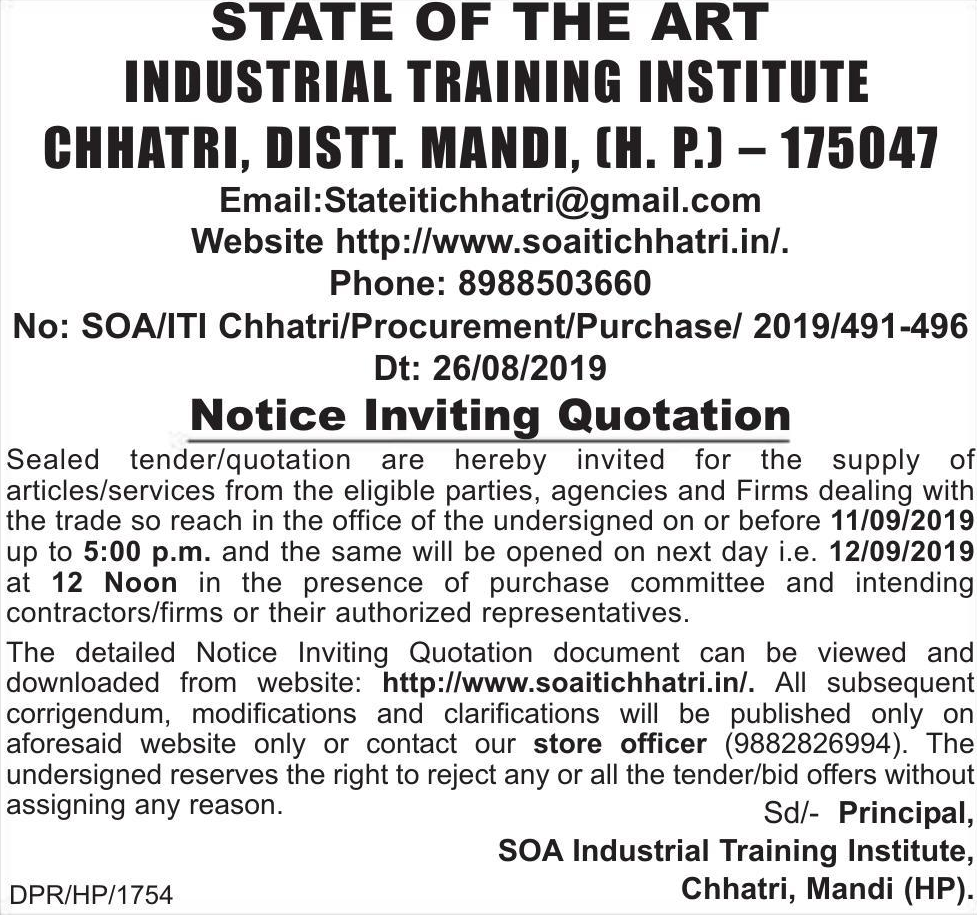 STATE OF THE ART
INDUSTRIAL TRAINING INSTITUTE
CHHATRI, DISTT. MANDI, (H. P.) – 175047
Email:Stateitichhatri@gmail.com
Website http://www.soaitichhatri.in/.
Phone: 8988503660
No: SOA/ITI Chhatri/Procurement/Purchase/ 2019/491-496
Dt: 26/08/2019
Notice Inviting Quotation
Sealed tender/quotation are hereby invited for the supply of
articles/services from the eligible parties, agencies and Firms dealing with
the trade so reach in the office of the undersigned on or before 11/09/2019
up to 5:00 p.m. and the same will be opened on next day i.e. 12/09/2019
at 12 Noon in the presence of purchase committee and intending
contractors/firms or their authorized representatives.
The detailed Notice Inviting Quotation document can be viewed and
downloaded from website: http://www.soaitichhatri.in/. All subsequent
corrigendum, modifications and clarifications will be published only on
aforesaid website only or contact our store officer (9882826994). The
undersigned reserves the right to reject any or all the tender/bid offers without
assigning any reason.
Sd/- Principal,
SOA Industrial Training Institute,
Chhatri, Mandi (HP).
DPR/HP/1754